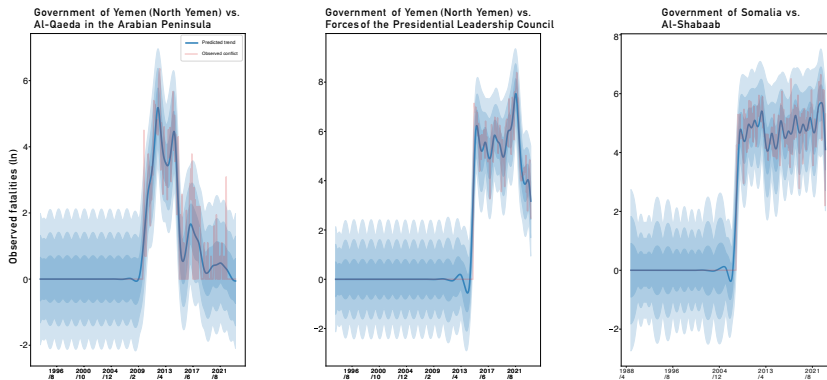 Government of Yemen (North Yemen) vs.
Al-Qaeda in the Arabian Peninsula
Government of Yemen (North Yemen) vs.
Forces of the Presidential Leadership Council
Government of Somalia vs.
Al-Shabaab
Predicted trend
Observed conflict
Observed fatalities (ln)
6
4
2
0
-2
1996 2000 2004 2009 2013 2017 2021
/8 /10 /12 /2 /4 /6 /8
8
6
4
2
0
−2
1996 2000 2004 2009 2013 2017 2021
/8 /10 /12 /2 /4 /6 /8
8
6
4
2
0
−2
1988 1996 2004 2013 2021
/4 /8 /12 /4 /8